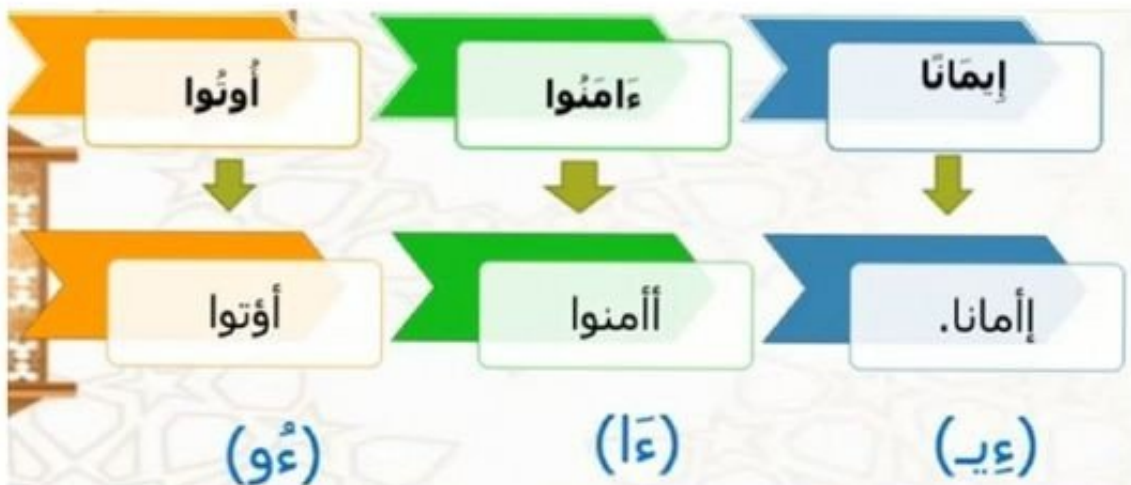 إِيمَانًا
ءَامَنُوا
أُوتُوا
إأمانا.
أأمنوا
أؤتوا
(ءِيـ)
(ءَا)
(ءُو)